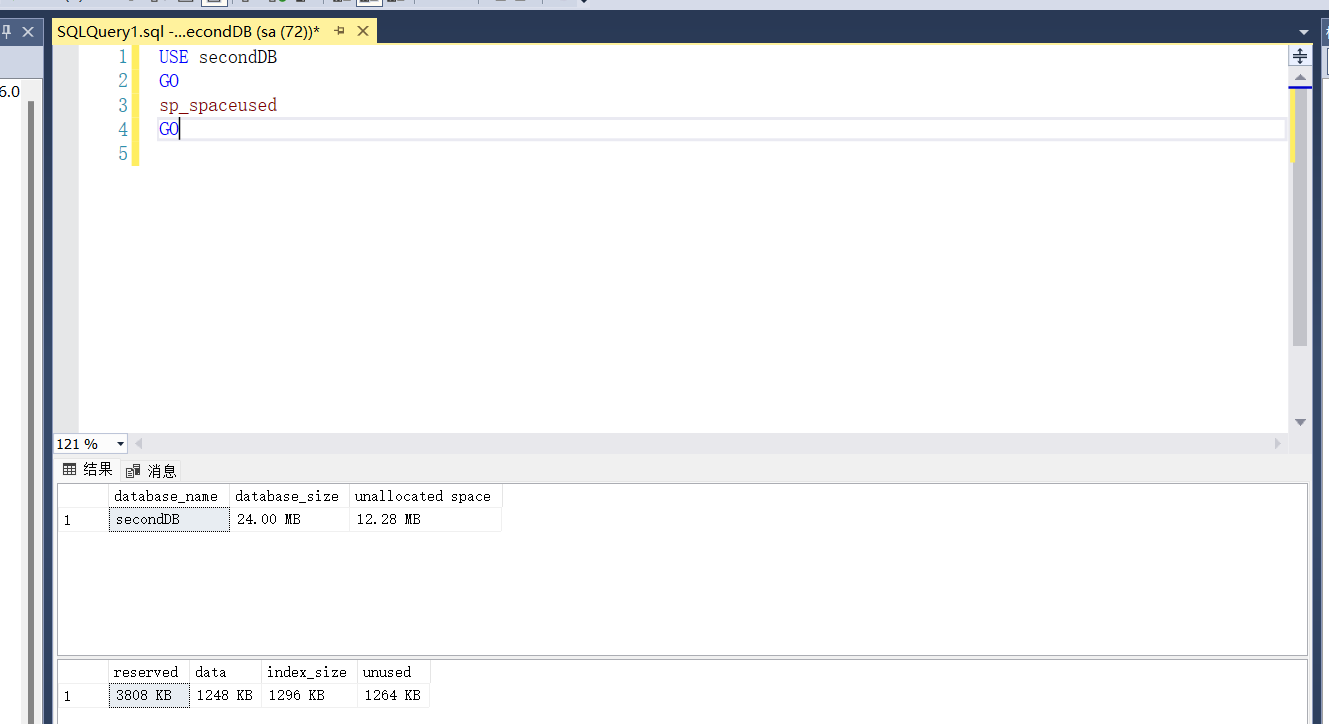 SQLQuery1.sql -...econdDB (sa (72))*
6.0
1 USE secondDB
2 GO
3 sp_spaceused
4 GO
5
121 %
结果 消息
database_name database_size unallocated space
1 secondDB 24.00 MB 12.28 MB
reserved data index_size unused
1 3808 KB 1248 KB 1296 KB 1264 KB